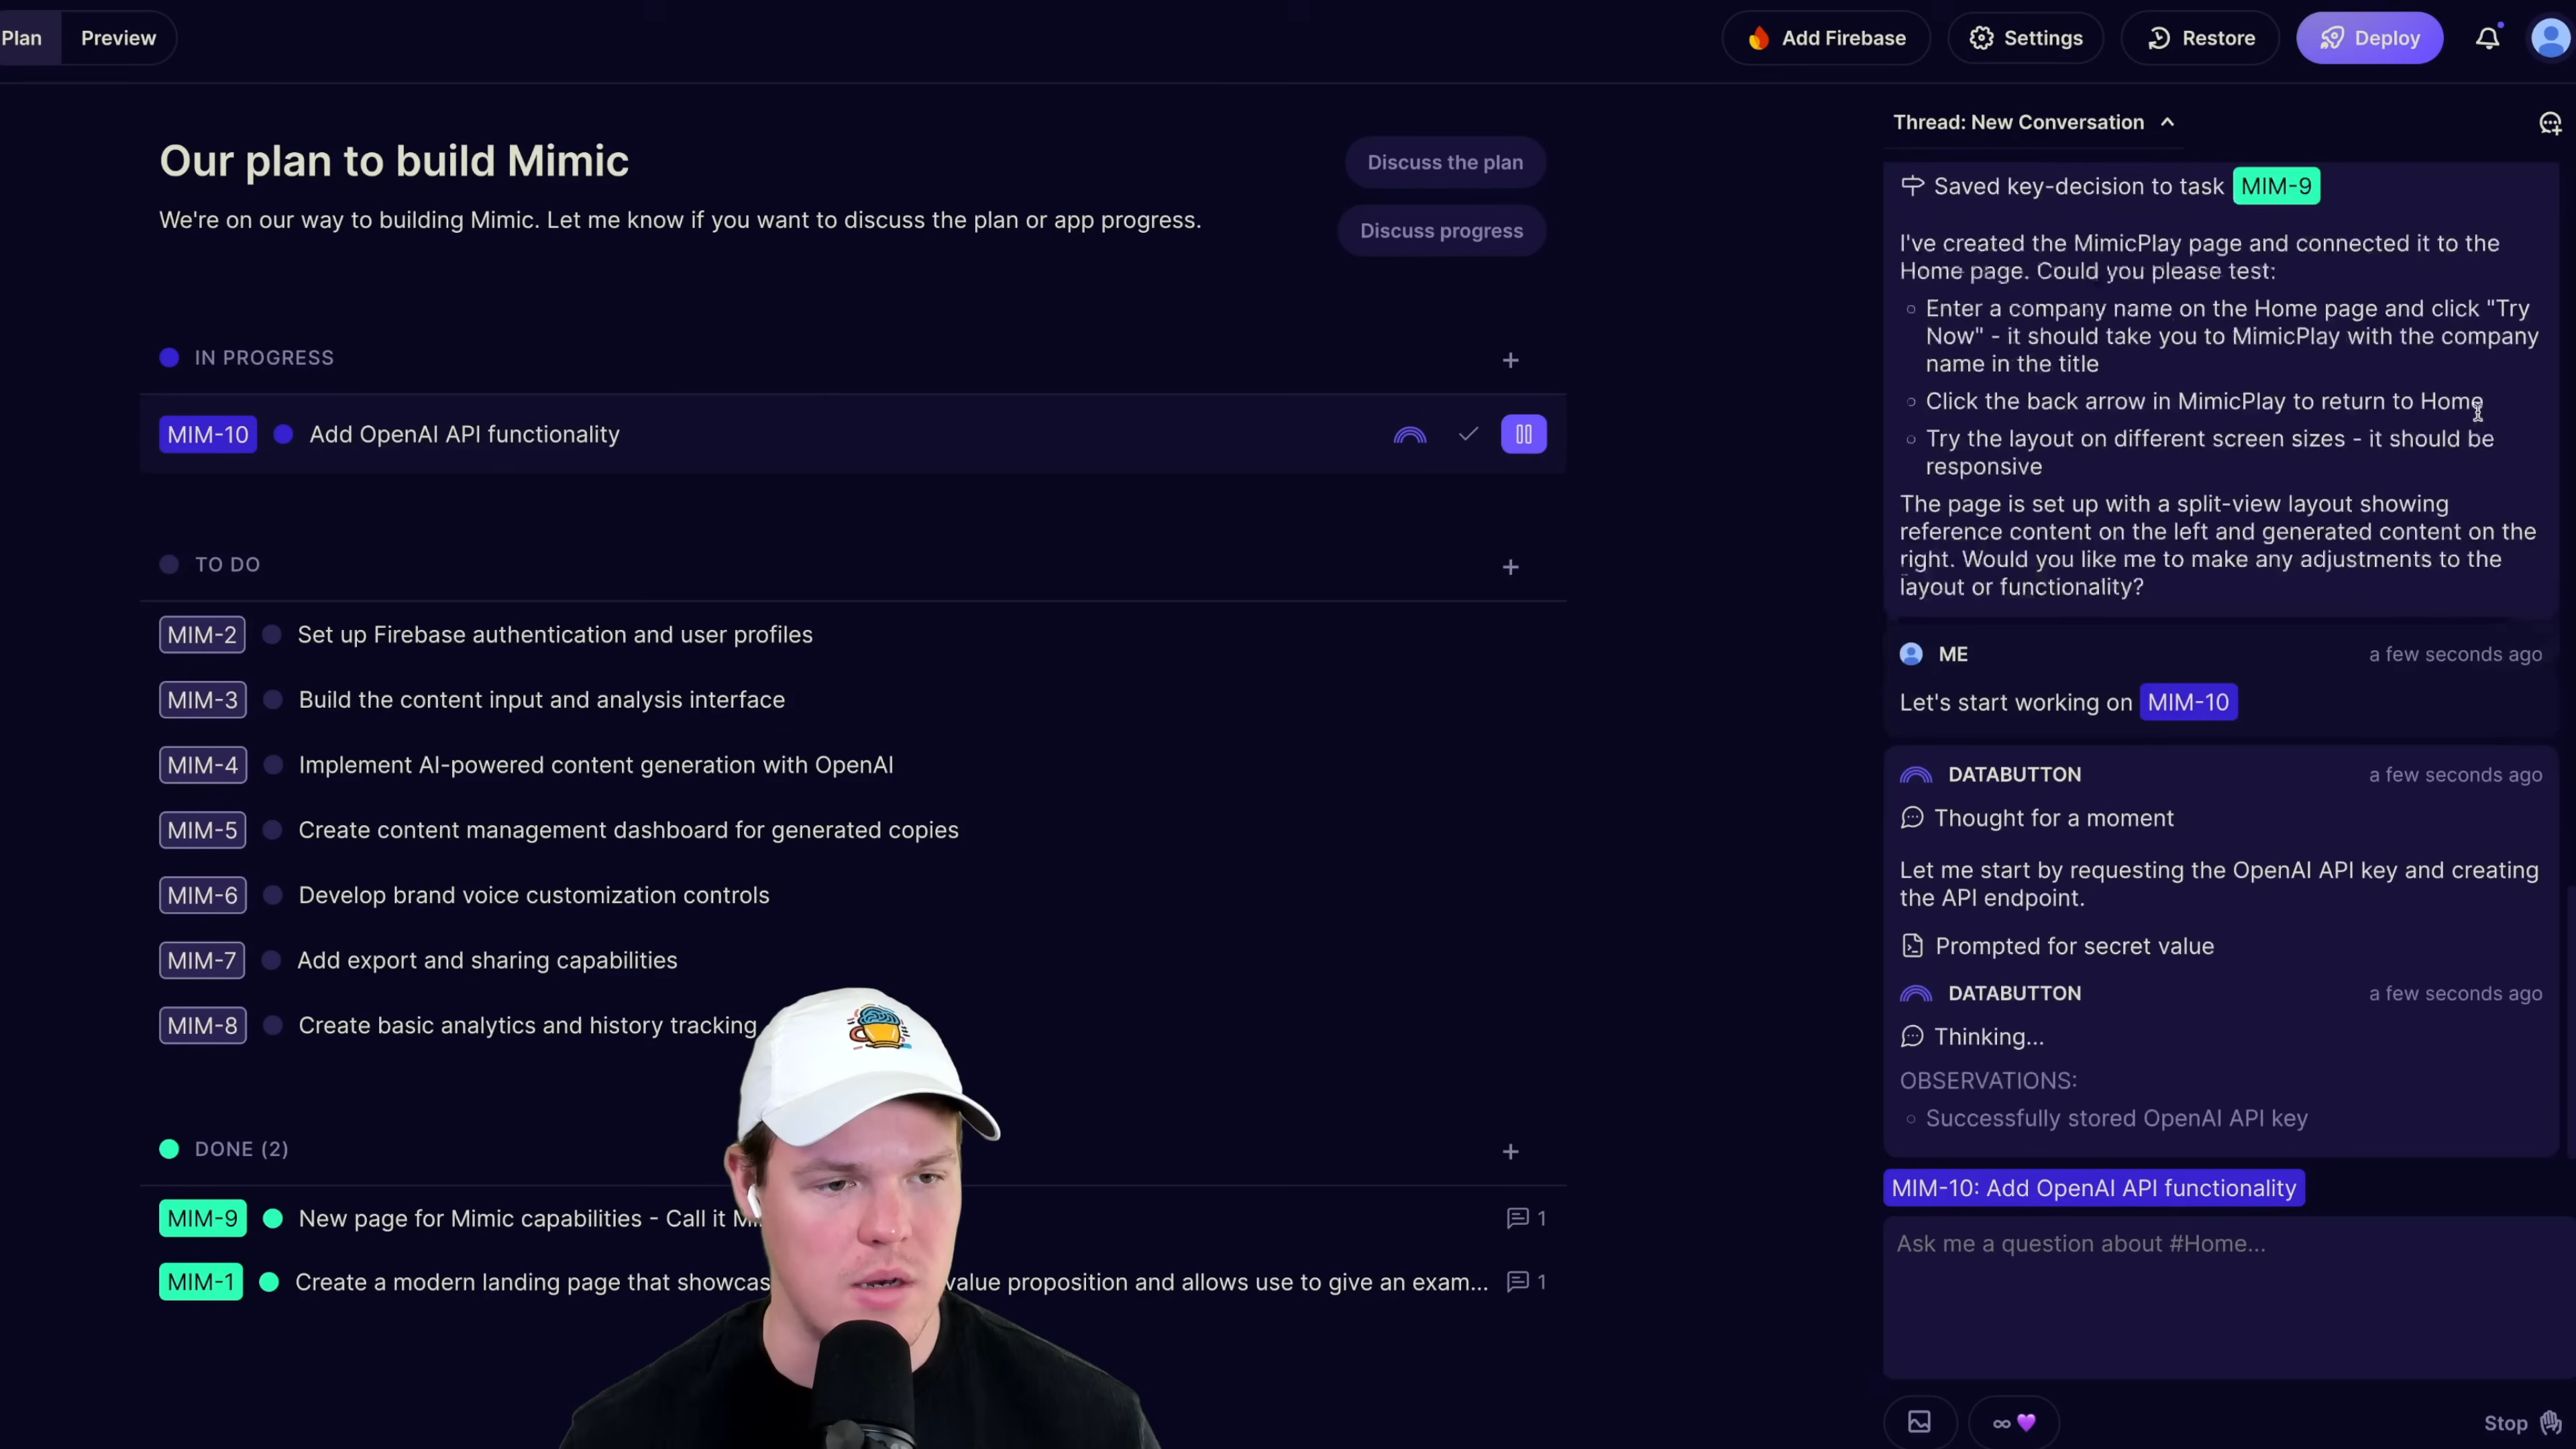 Plan
Preview
Add Firebase
Settings
Restore
Deploy
Our plan to build Mimic
Discuss the plan
We're on our way to building Mimic. Let me know if you want to discuss the plan or app progress.
Discuss progress
IN PROGRESS
MIM-10 Add OpenAI API functionality
TO DO
MIM-2 Set up Firebase authentication and user profiles
MIM-3 Build the content input and analysis interface
MIM-4 Implement AI-powered content generation with OpenAI
MIM-5 Create content management dashboard for generated copies
MIM-6 Develop brand voice customization controls
MIM-7 Add export and sharing capabilities
MIM-8 Create basic analytics and history tracking
DONE (2)
MIM-9 New page for Mimic capabilities - Call it 1
MIM-1 Create a modern landing page that value proposition and allows use to give an exam... 1
Thread: New Conversation
Saved key-decision to task MIM-9
I've created the MimicPlay page and connected it to the
Home page. Could you please test:
Enter a company name on the Home page and click "Try
Now" - it should take you to MimicPlay with the company
name in the title
Click the back arrow in MimicPlay to return to Home
Try the layout on different screen sizes - it should be
responsive
The page is set up with a split-view layout showing
reference content on the left and generated content on the
right. Would you like me to make any adjustments to the
layout or functionality?
ME a few seconds ago
Let's start working on MIM-10
DATABUTTON a few seconds ago
Thought for a moment
Let me start by requesting the OpenAI API key and creating
the API endpoint.
Prompted for secret value
DATABUTTON a few seconds ago
Thinking...
OBSERVATIONS:
Successfully stored OpenAI API key
MIM-10: Add OpenAI API functionality
Ask me a question about #Home...
Stop